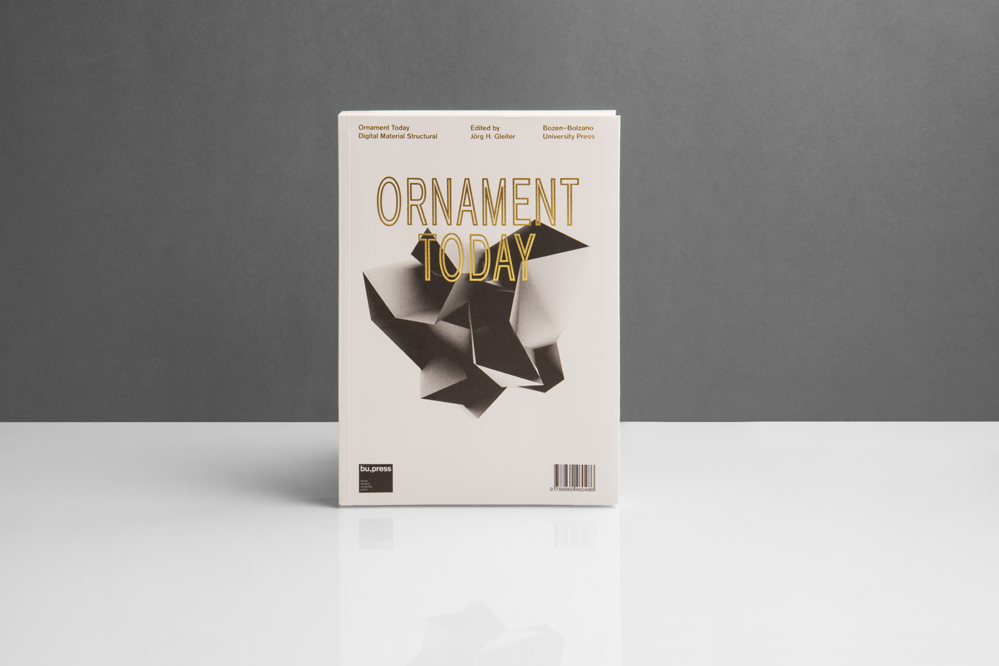 Ornament Today
Digital Material Structural
Edited by
Jörg H. Gleiter
Bozen-Bolzano
University Press
ORNAMENT
TODAY
bu,press